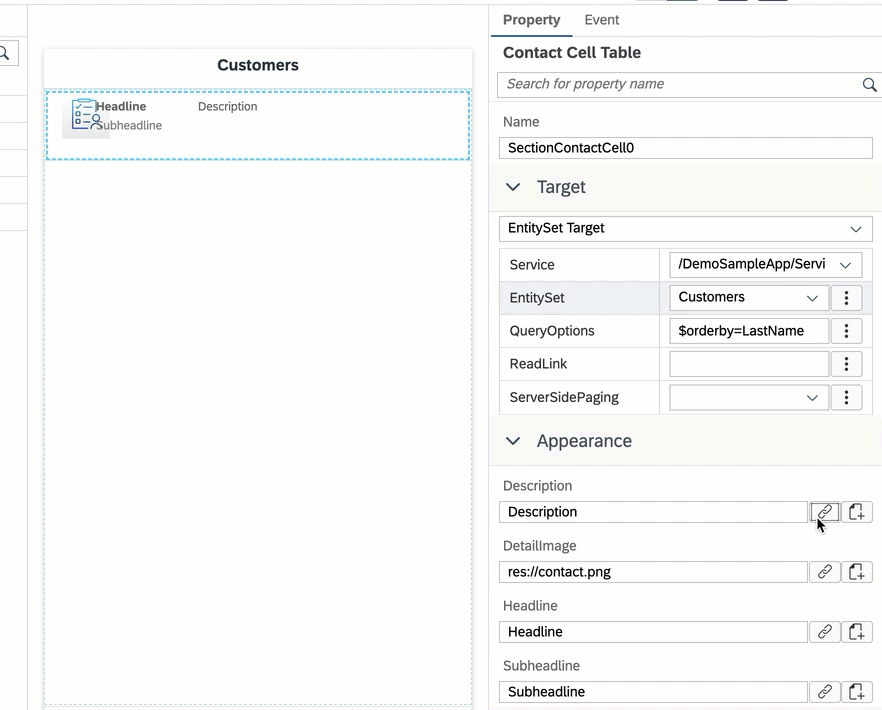 Property Event
Contact Cell Table
Search for property name
Customers
Headline Description
Subheadline
Name
SectionContactCell0
Target
EntitySet Target
Service /DemoSampleApp/Servi
EntitySet Customers
QueryOptions $orderby=LastName
ReadLink
ServerSidePaging
Appearance
Description
Description
DetailImage
res://contact.png
Headline
Headline
Subheadline
Subheadline